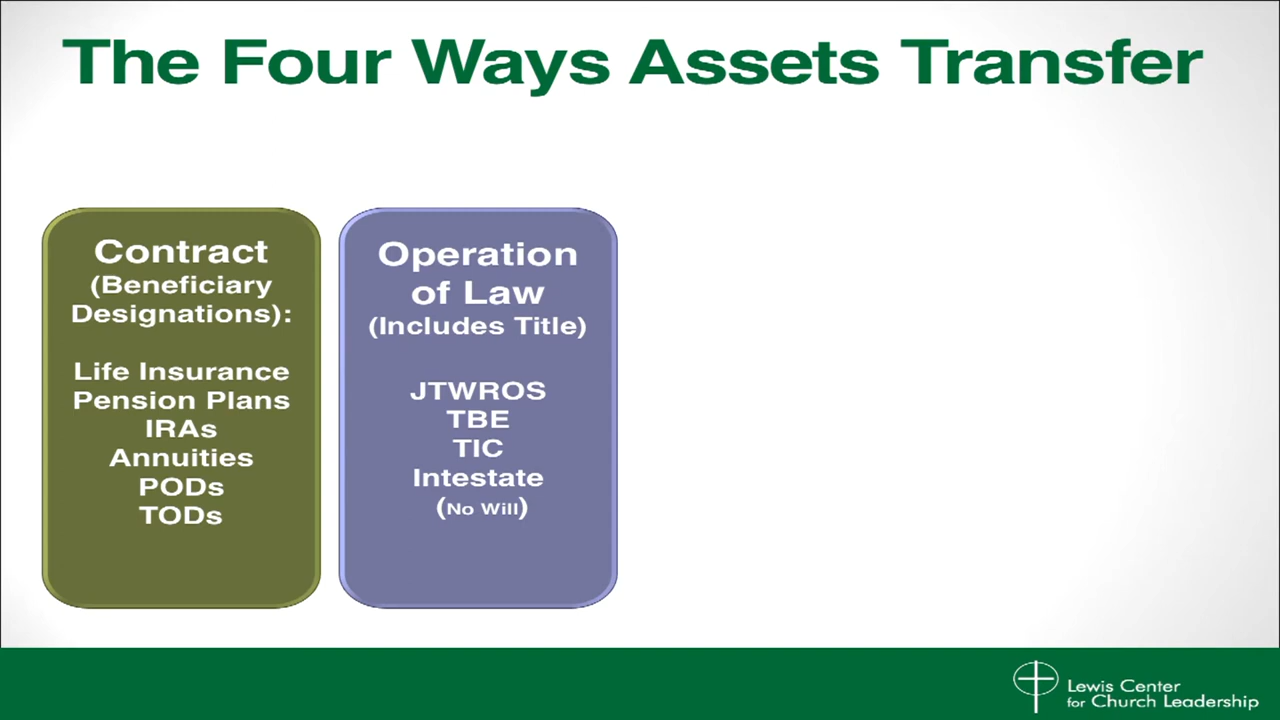 The Four Ways Assets Transfer
Contract
(Beneficiary
Designations):
Life Insurance
Pension Plans
IRAs
Annuities
PODs
TODs
Operation
of Law
(Includes Title)
JTWROS
TBE
TIC
Intestate
(No Will)
Lewis Center
for Church Leadership